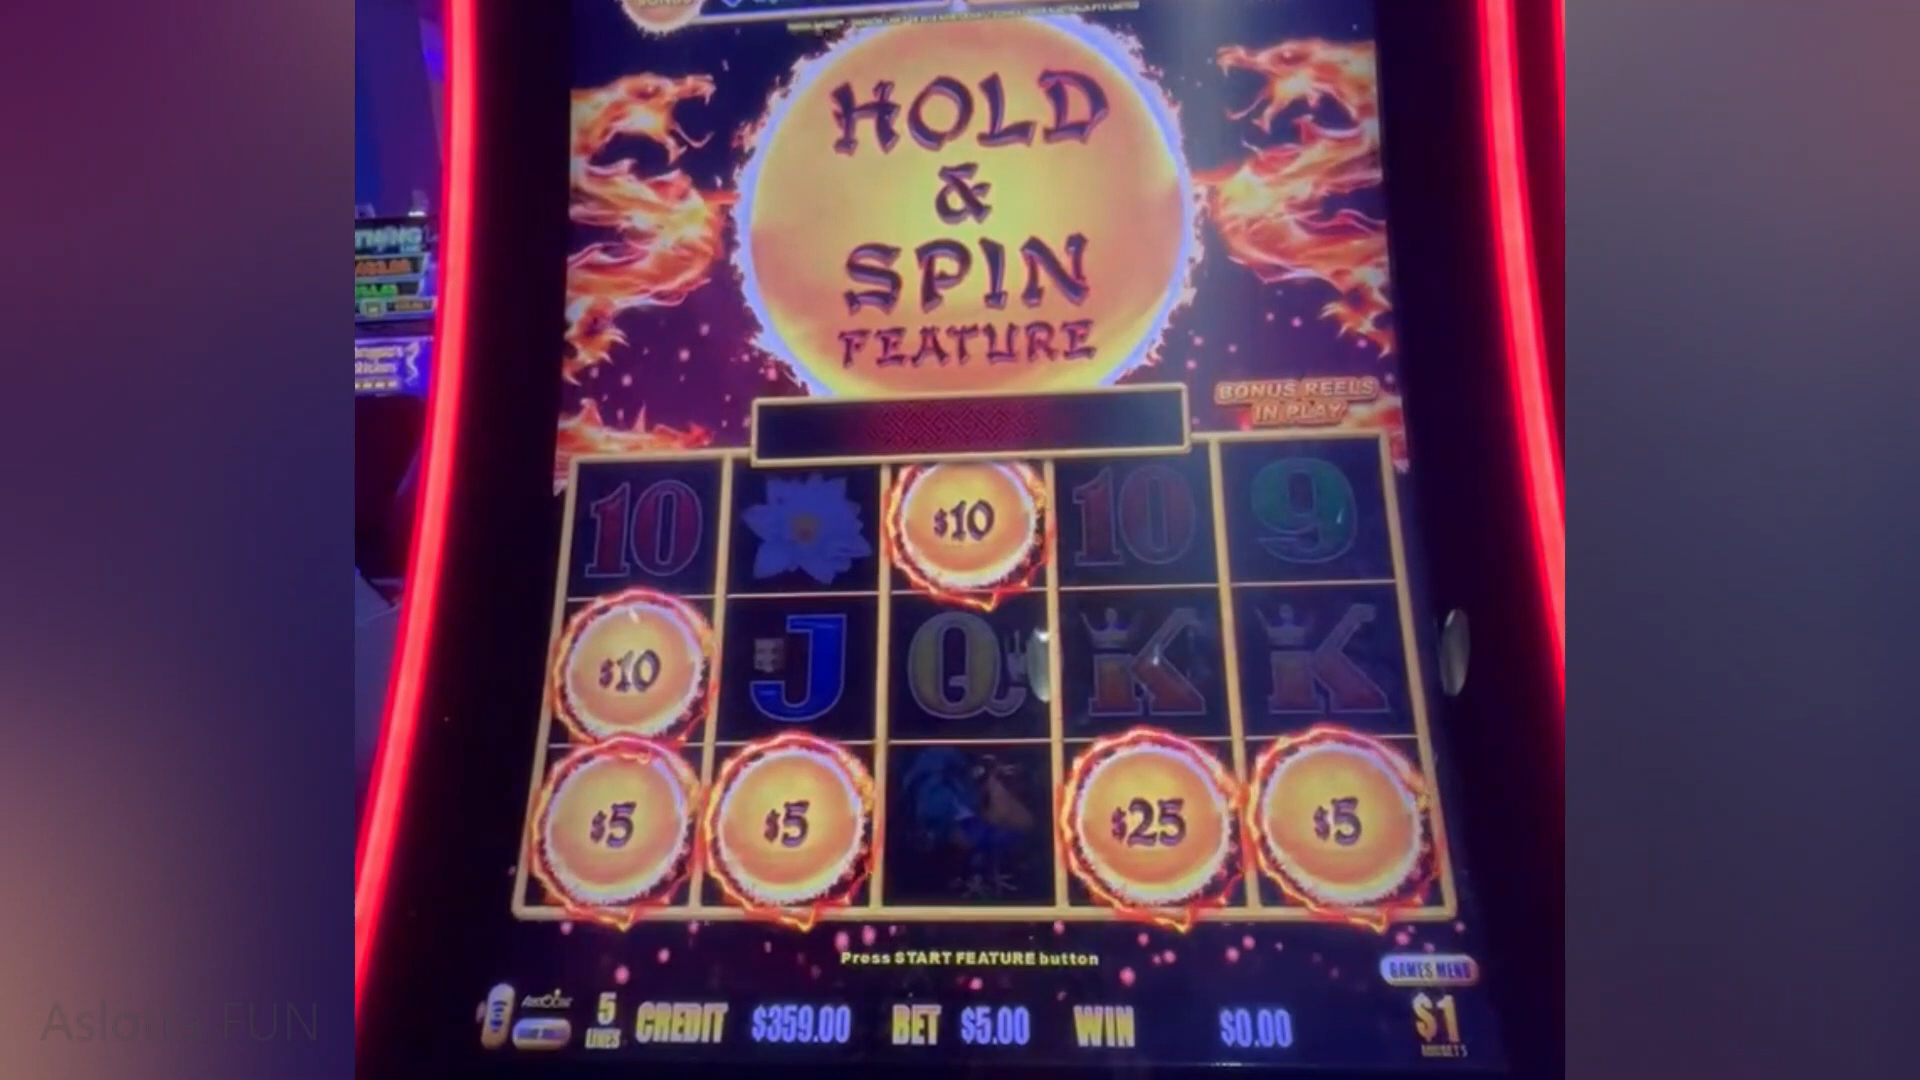 HOLD
&
SPIN
FEATURE
BONUS REELS
IN PLAY
10
$10
10
9
$10
J
Q
K
K
$5
$5
$25
$5
Press START FEATURE button
GAMES MENU
5
LINES
CREDIT $359.00 BET $5.00 WIN $0.00
$1
FUN